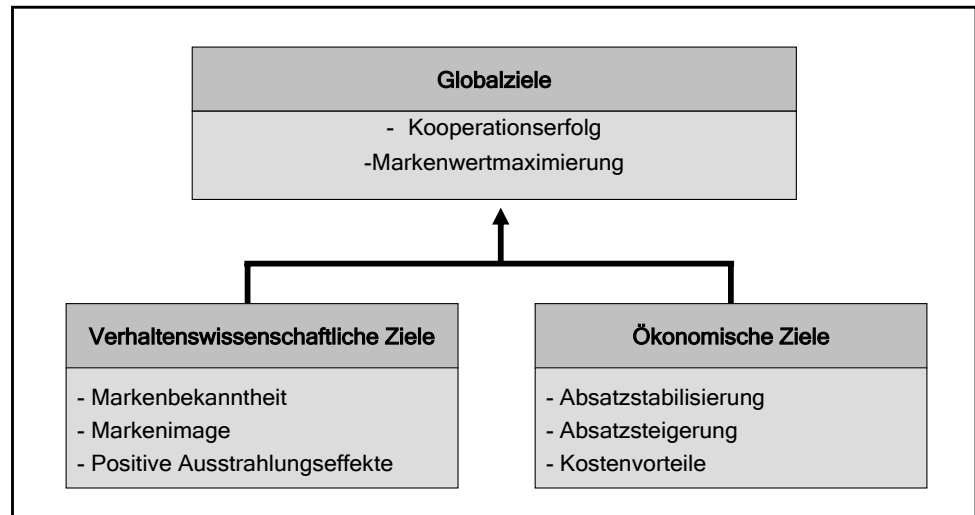 Globalziele
- Kooperationserfolg
-Markenwertmaximierung
Verhaltenswissenschaftliche Ziele
- Markenbekanntheit
- Markenimage
- Positive Ausstrahlungseffekte
Ökonomische Ziele
- Absatzstabilisierung
- Absatzsteigerung
- Kostenvorteile